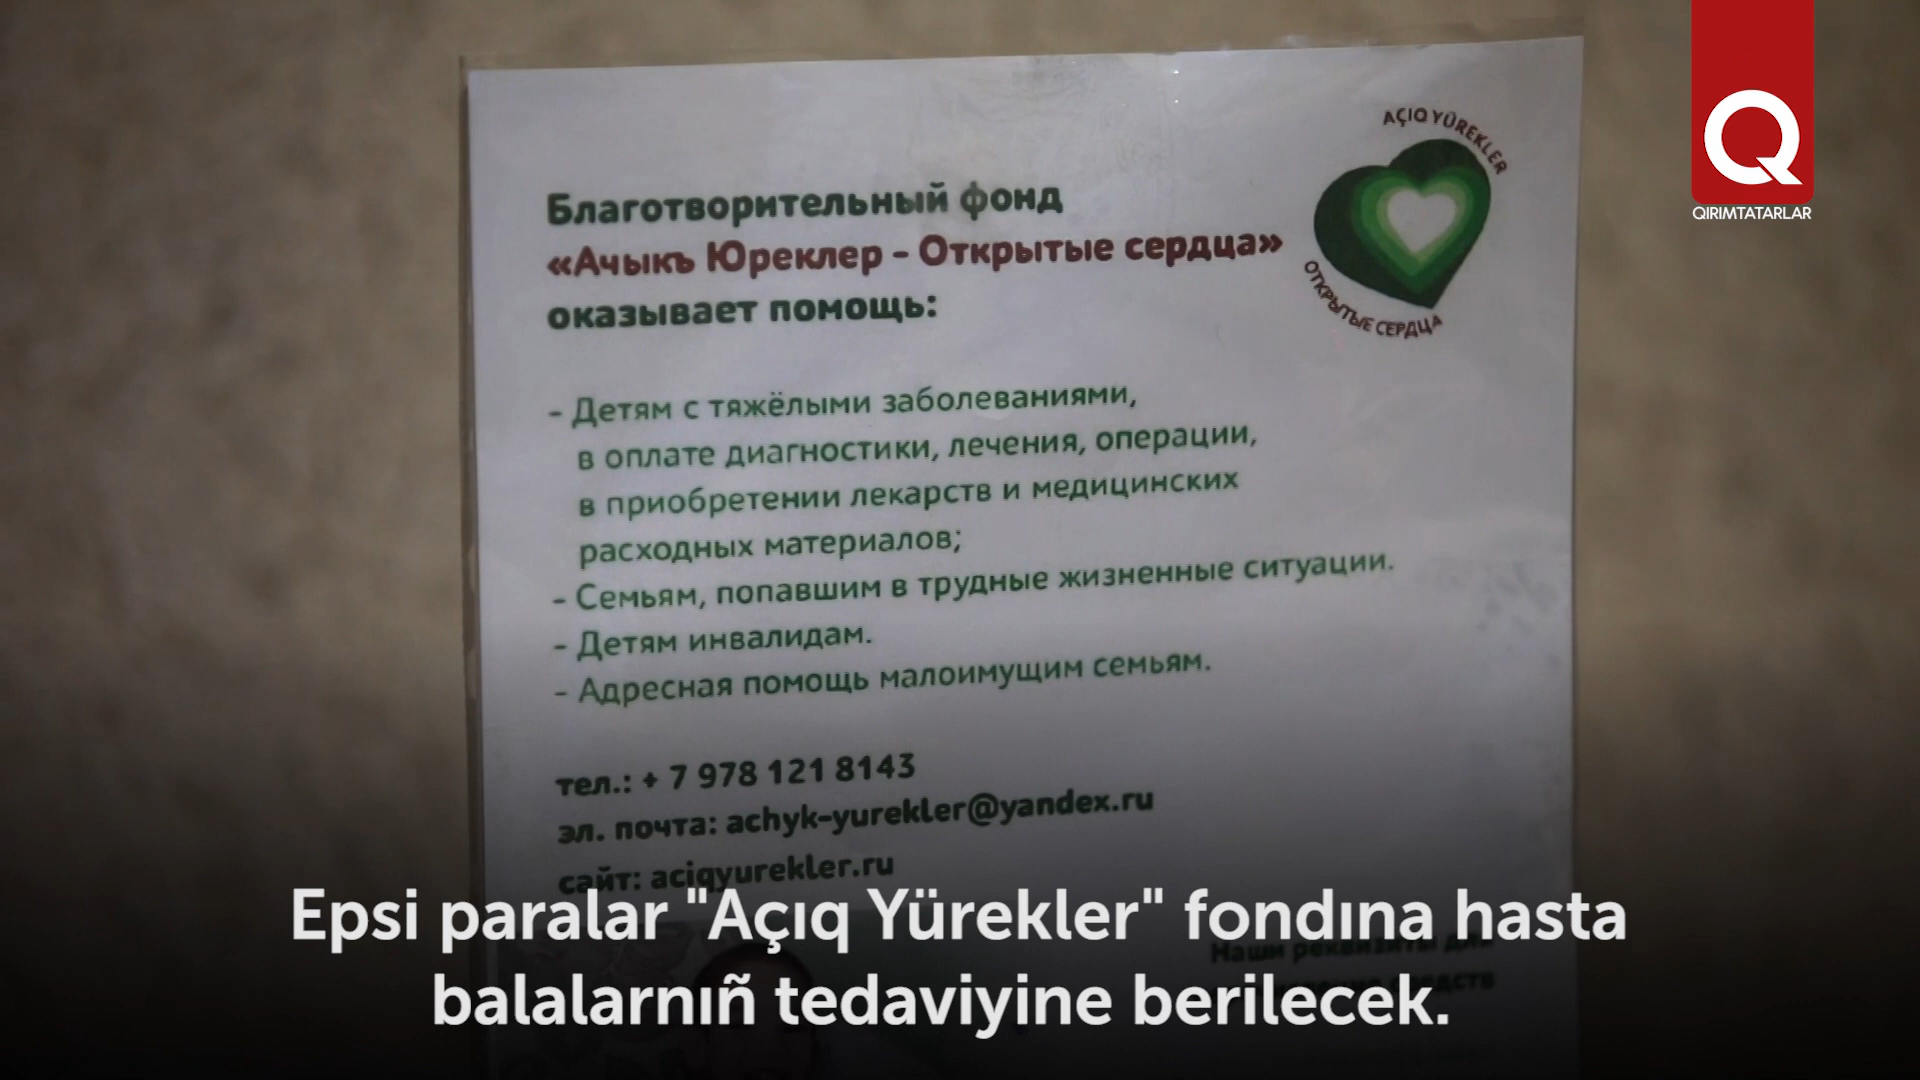 AÇIQ YÜREKLER
ОТКРЫТЫЕ СЕРДЦА
QIRIMTATARLAR
Благотворительный фонд
«Ачыкъ Юреклер - Открытые сердца»
оказывает помощь:
- Детям с тяжёлыми заболеваниями,
в оплате диагностики, лечения, операции,
в приобретении лекарств и медицинских
расходных материалов;
- Семьям, попавшим в трудные жизненные ситуации.
- Детям инвалидам.
- Адресная помощь малоимущим семьям.
тел.: + 7 978 121 8143
эл. почта: achyk-yurekler@yandex.ru
сайт: aciqyurekler.ru
Наши реквизиты для
Epsi paralar "Açıq Yürekler" fondına hasta
balalarnıñ tedaviyine berilecek.